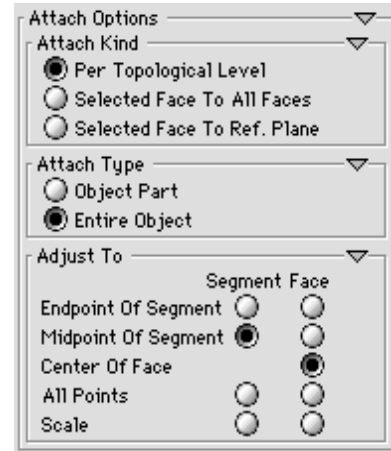 Attach Options
Attach Kind
Per Topological Level
Selected Face To All Faces
Selected Face To Ref. Plane
Attach Type
Object Part
Entire Object
Adjust To
Segment Face
Endpoint Of Segment
Midpoint Of Segment
Center Of Face
All Points
Scale